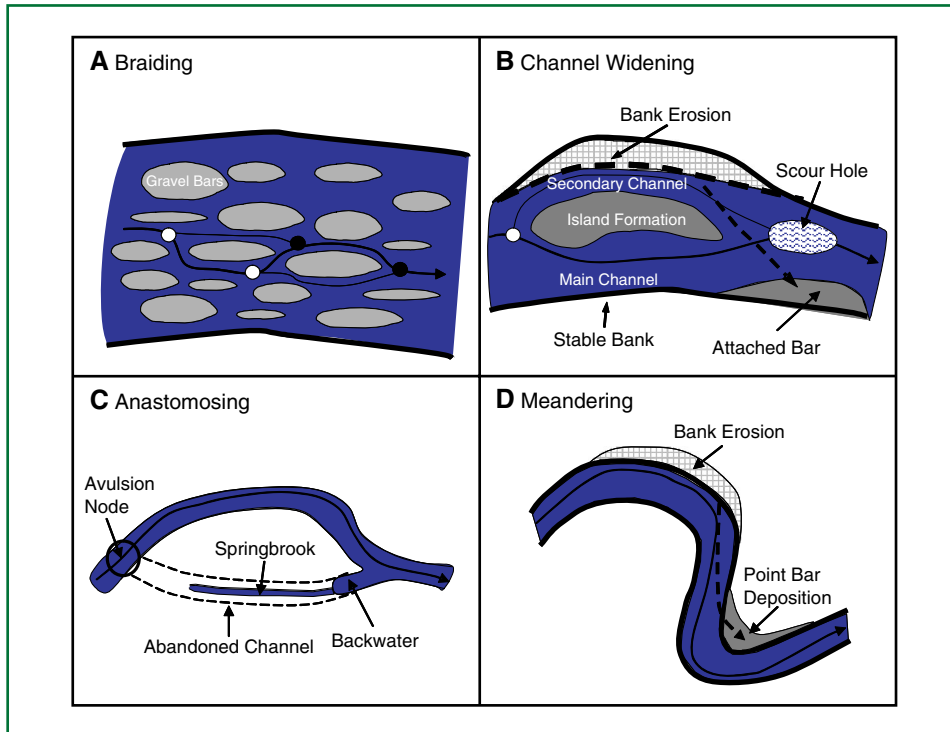 A Braiding
Gravel Bars
B Channel Widening
Bank Erosion
Scour Hole
Secondary Channel
Island Formation
Main Channel
Stable Bank
Attached Bar
C Anastomosing
Avulsion
Node
Springbrook
Abandoned Channel
Backwater
D Meandering
Bank Erosion
Point Bar
Deposition